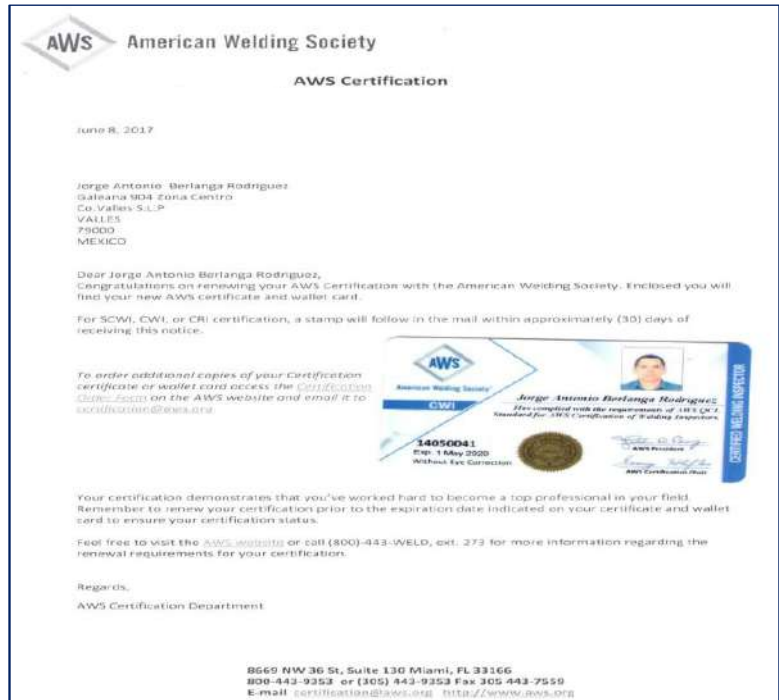 AWS American Welding Society
AWS Certification
June 8, 2017
Jorge Antonio Berlanga Rodriguez
Galeana 904 Zona Centro
Co.Valles S.L.P
VALLES
79000
MEXICO
Dear Jorge Antonio Berlanga Rodriguez,
Congratulations on renewing your AWS Certification with the American Welding Society. Enclosed you will
find your new AWS certificate and wallet card.
For SCWI, CWI, or CRI certification, a stamp will follow in the mail within approximately (30) days of
receiving this notice.
To order additional copies of your Certification
certificate or wallet card access the Certification
Order Form on the AWS website and email it to
certification@aws.org
AWS
American Welding Society
CWI
Jorge Antonio Berlanga Rodriguez
Has complied with the requirements of AWS QC1,
Standard for AWS Certification of Welding Inspectors
14050041
Exp. 1 May 2020
Without Eye Correction
AWS President
AWS Certification Chair
CERTIFIED WELDING INSPECTOR
Your certification demonstrates that you've worked hard to become a top professional in your field.
Remember to renew your certification prior to the expiration date indicated on your certificate and wallet
card to ensure your certification status.
Feel free to visit the AWS website or call (800)-443-WELD, ext. 273 for more information regarding the
renewal requirements for your certification.
Regards,
AWS Certification Department
8669 NW 36 St, Suite 130 Miami, FL 33166
800-443-9353 or (305) 443-9353 Fax 305 443-7559
E-mail certification@aws.org http://www.aws.org